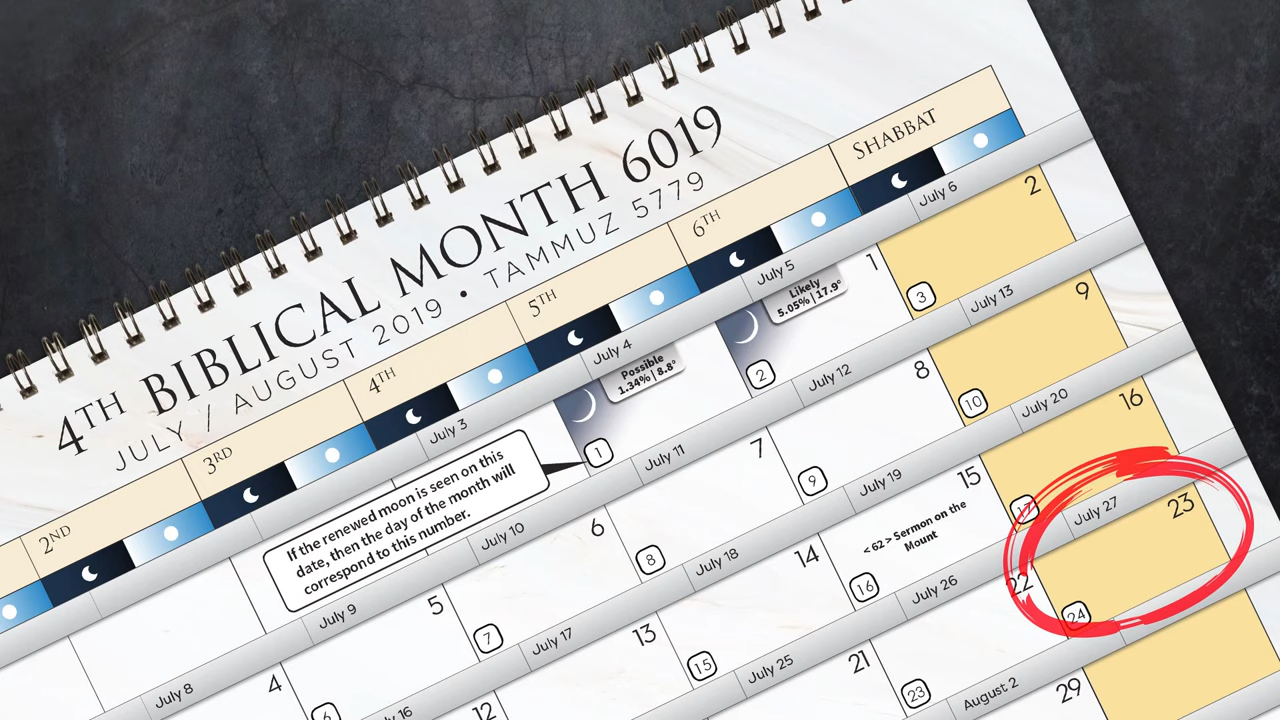 4TH BIBLICAL MONTH 6019
JULY / AUGUST 2019 • TAMMUZ 5779
2ND
3RD
4TH
5TH
6TH
SHABBAT
July 3
July 4
July 5
July 6
If the renewed moon is seen on this
date, then the day of the month will
correspond to this number.
Possible
1.34% | 8.8°
1
Likely
5.05% | 17.9°
1
2
2
3
July 8
July 9
July 10
July 11
July 12
July 13
4
6
5
7
6
8
7
9
8
10
9
July 16
July 17
July 18
July 19
July 20
12
13
15
14
16
< 62 > Sermon on the
Mount
15
17
16
July 25
July 26
July 27
21
23
22
24
23
August 2
29